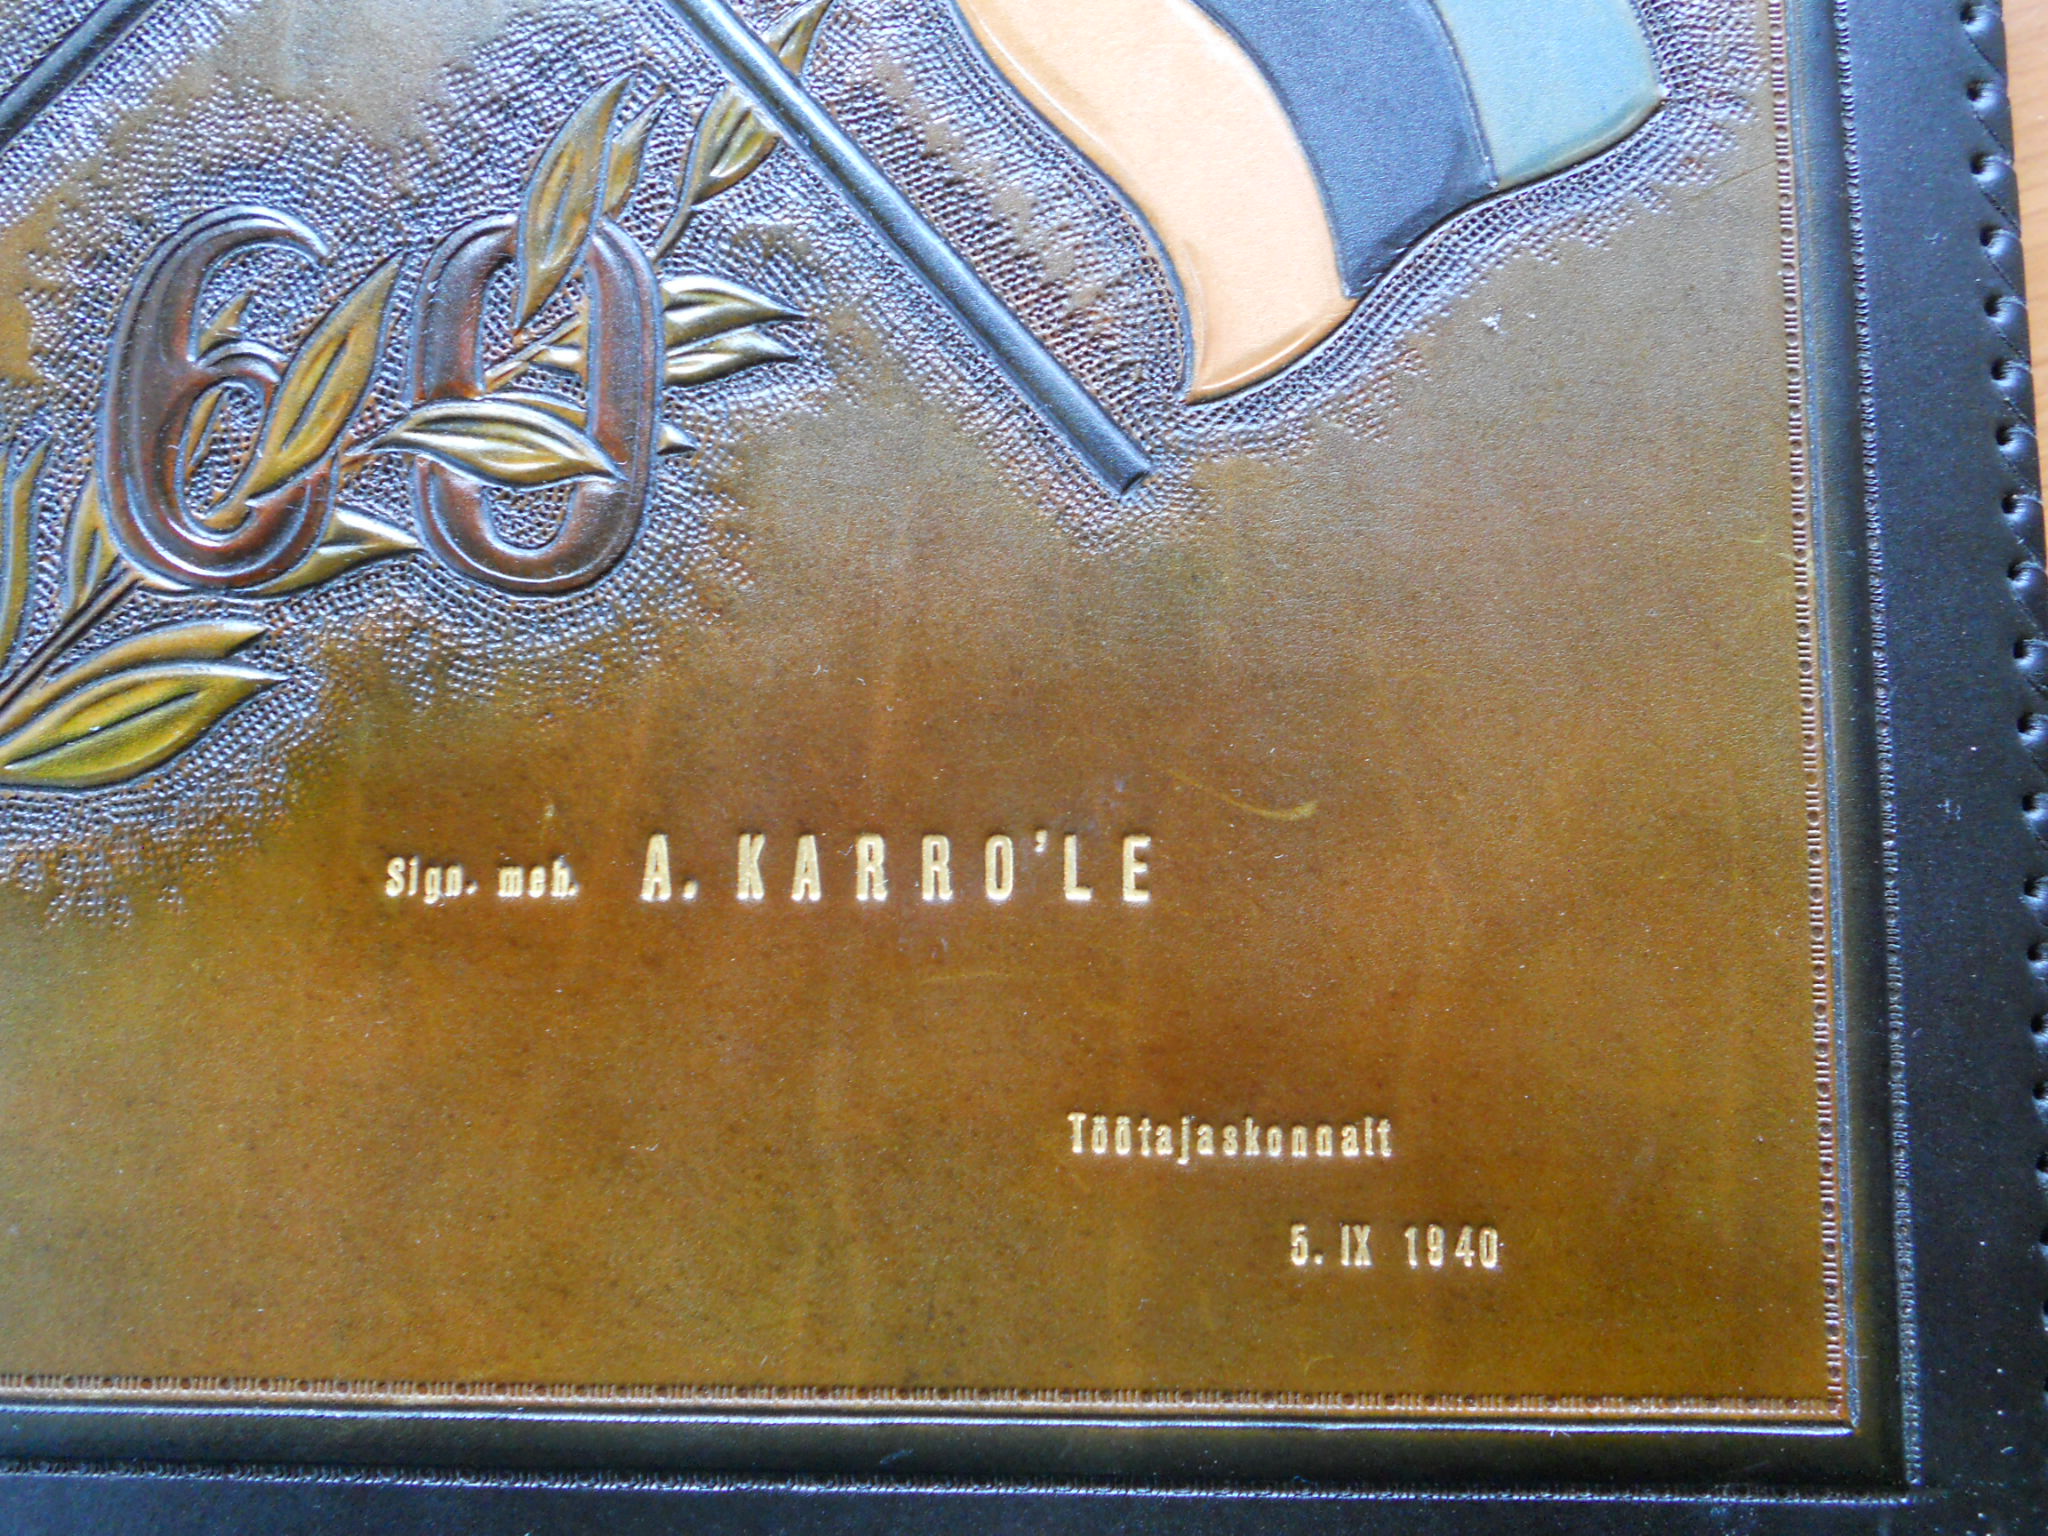 60
Sign. meh. A. KARRO'LE
Töötajaskonnalt
5. IX 1940